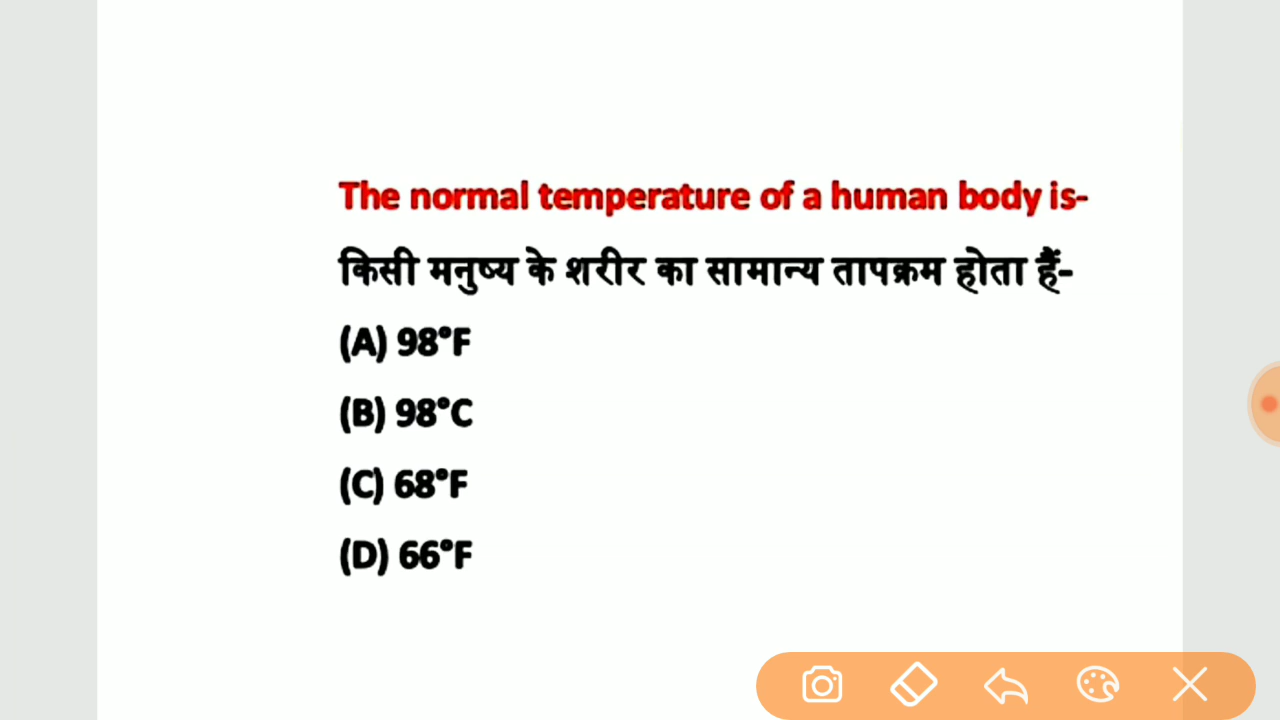 The normal temperature of a human body is-
किसी मनुष्य के शरीर का सामान्य तापक्रम होता हैं-
(A) 98°F
(B) 98°C
(C) 68°F
(D) 66°F